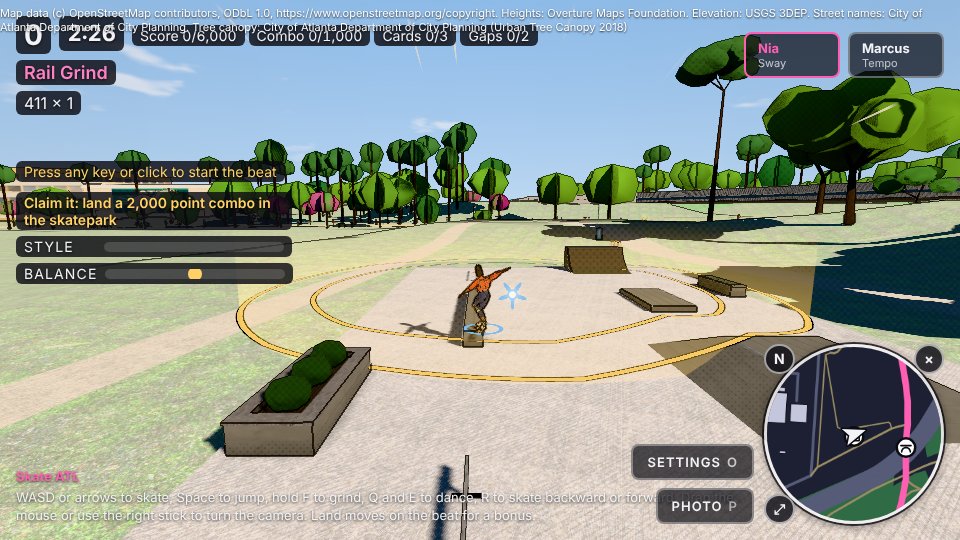 Map data (c) OpenStreetMap contributors, ODbL 1.0, https://www.openstreetmap.org/copyright. Heights: Overture Maps Foundation. Elevation: USGS 3DEP. Street names: City of
Atlanta Department of City Planning. Tree canopy: City of Atlanta Department of City Planning (Urban Tree Canopy 2018)
0
2:26
Score 0/6,000
Combo 0/1,000
Cards 0/3
Gaps 0/2
Nia
Sway
Marcus
Tempo
Rail Grind
411 × 1
Press any key or click to start the beat
Claim it: land a 2,000 point combo in
the skatepark
STYLE
BALANCE
N
×
SETTINGS O
PHOTO P
Skate ATL
WASD or arrows to skate, Space to jump, hold F to grind, Q and E to dance, R to skate backward or forward. Drag the
mouse or use the right stick to turn the camera. Land moves on the beat for a bonus.